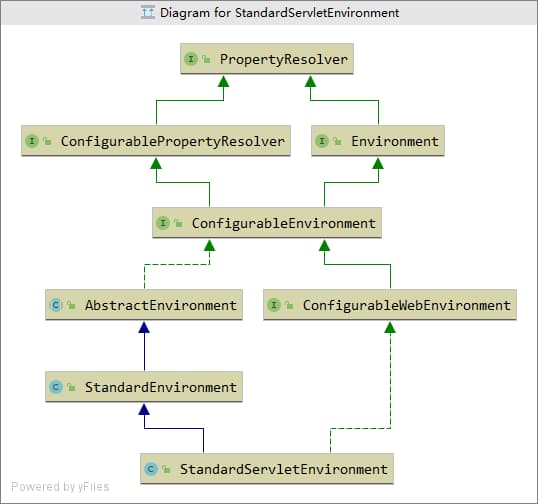 Diagram for StandardServletEnvironment
I PropertyResolver
I ConfigurablePropertyResolver
I Environment
I ConfigurableEnvironment
C AbstractEnvironment
I ConfigurableWebEnvironment
C StandardEnvironment
C StandardServletEnvironment
Powered by yFiles